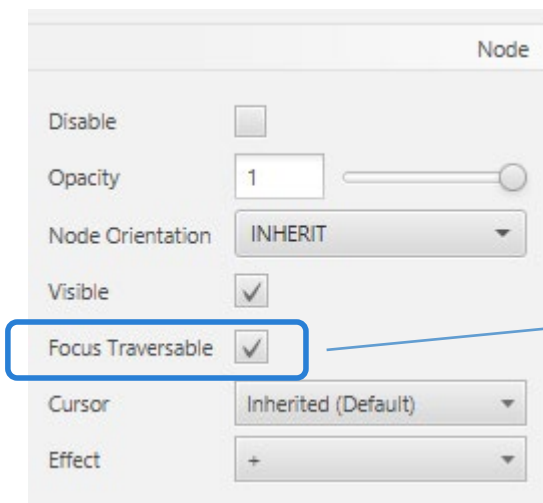 Node
Disable
Opacity 1
Node Orientation INHERIT
Visible
Focus Traversable
Cursor Inherited (Default)
Effect +